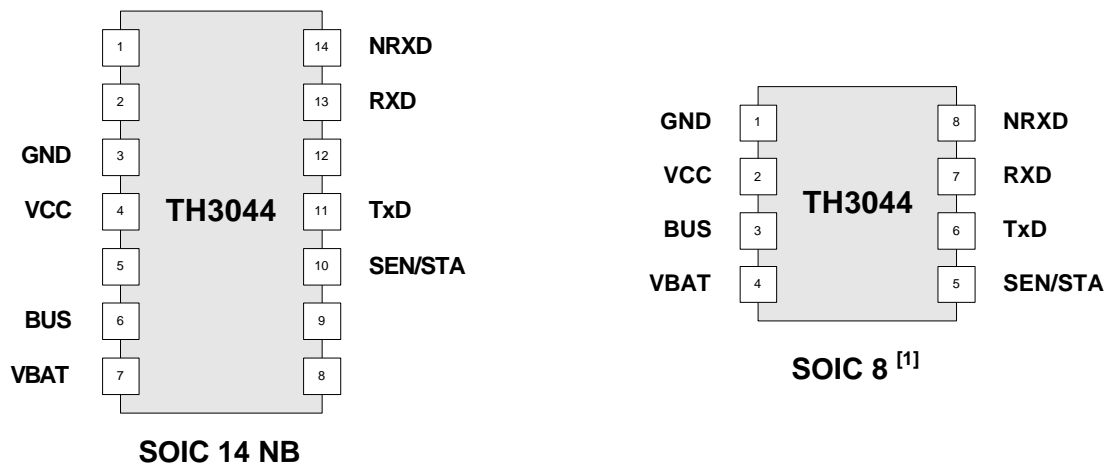 1 14 NRXD
2 13 RXD
GND 3 12
VCC 4 TH3044 11 TxD
5 10 SEN/STA
BUS 6 9
VBAT 7 8
SOIC 14 NB
GND 1 8 NRXD
VCC 2 TH3044 7 RXD
BUS 3 6 TxD
VBAT 4 5 SEN/STA
SOIC 8 [1]